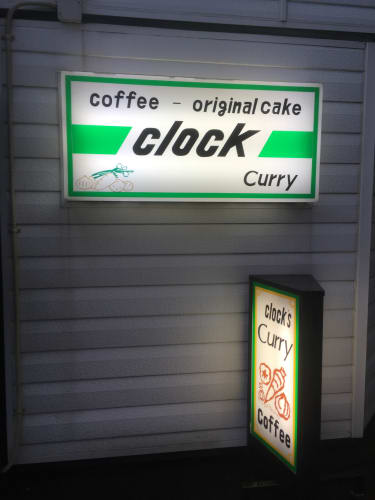 coffee - original cake
clock
Curry
clock's
Curry
Coffee